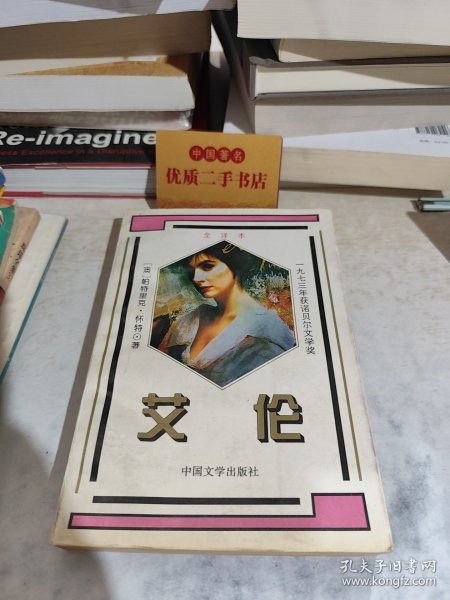 Re-imagine
中国著名
优质二手书店
全译本
[澳]帕特里克·怀特⊙著
一九七三年获诺贝尔文学奖
艾伦
中国文学出版社
孔夫子旧书网
www.kongfz.com